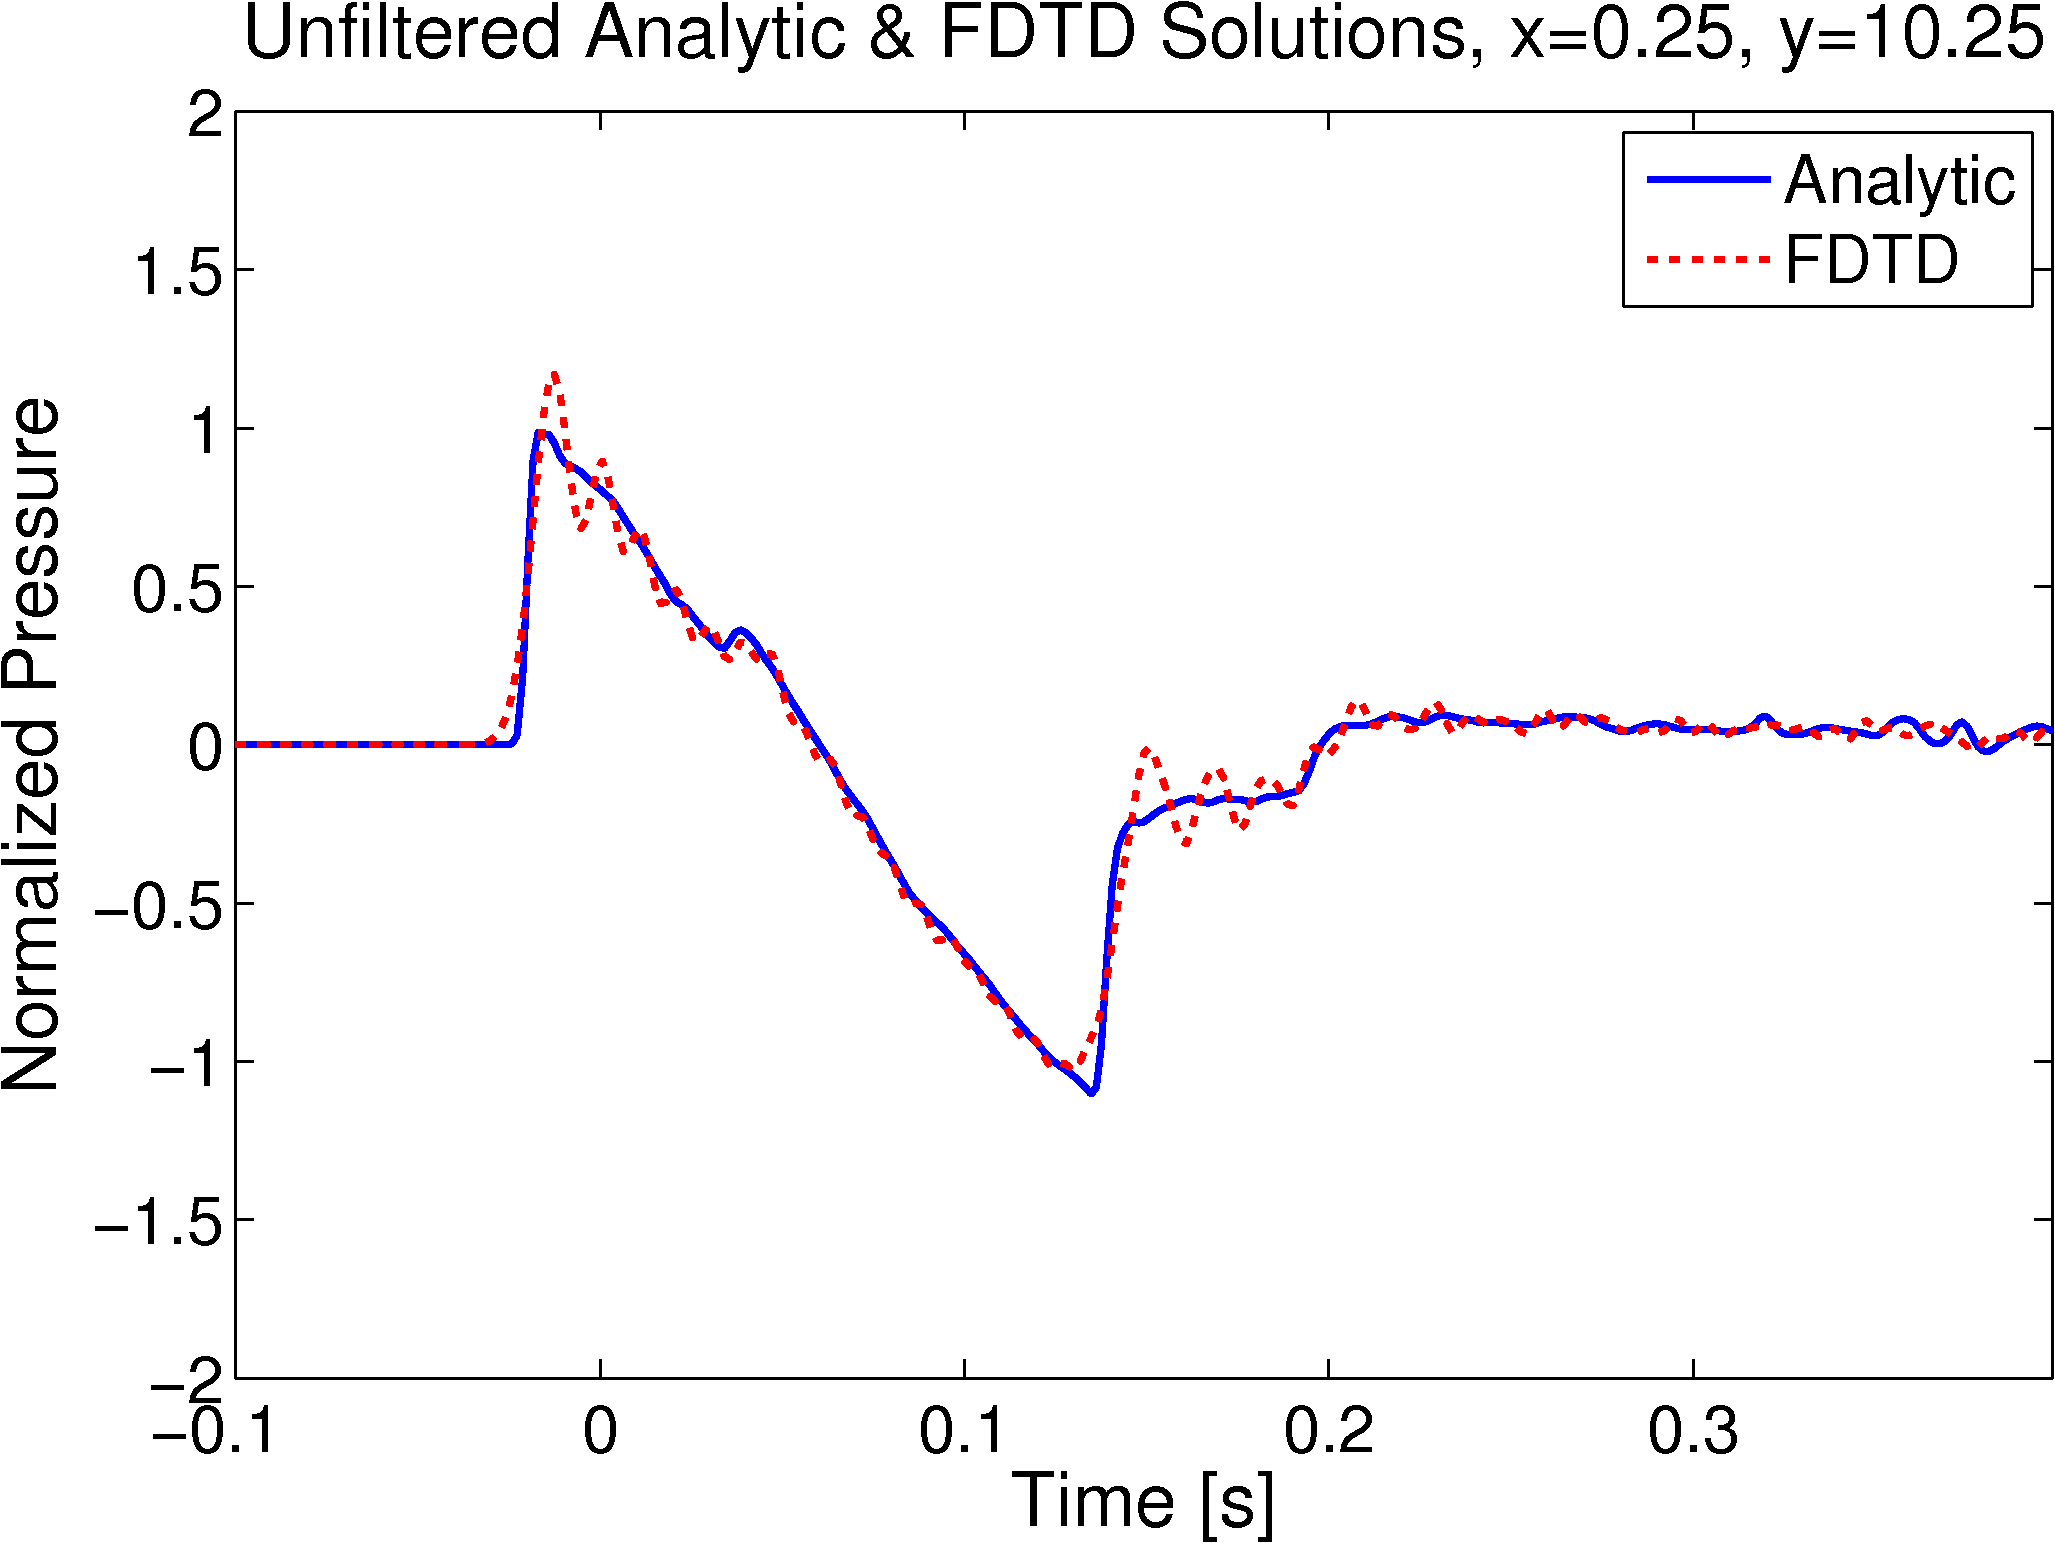 Unfiltered Analytic & FDTD Solutions, x=0.25, y=10.25
2
1.5
1
0.5
0
−0.5
−1
−1.5
−2
Normalized Pressure
Analytic
FDTD
−0.1
0
0.1
0.2
0.3
Time [s]